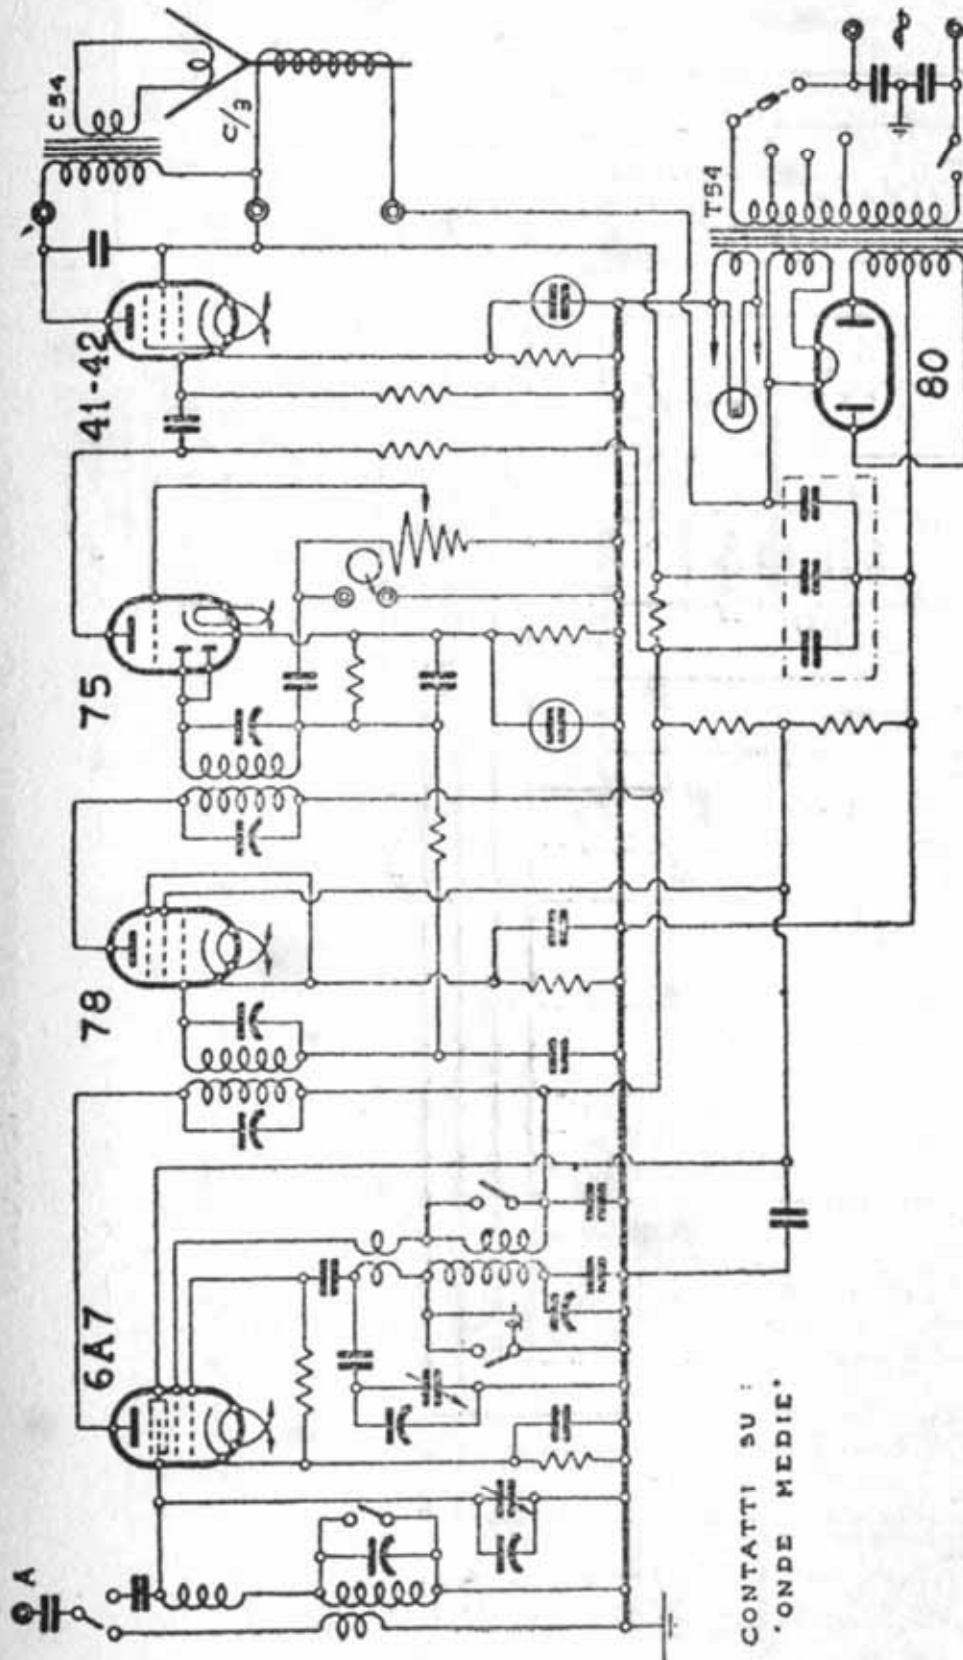 A
6A7
78
75
41-42
C54
C/3
T54
80
CONTATTI SU:
"ONDE MEDIE"